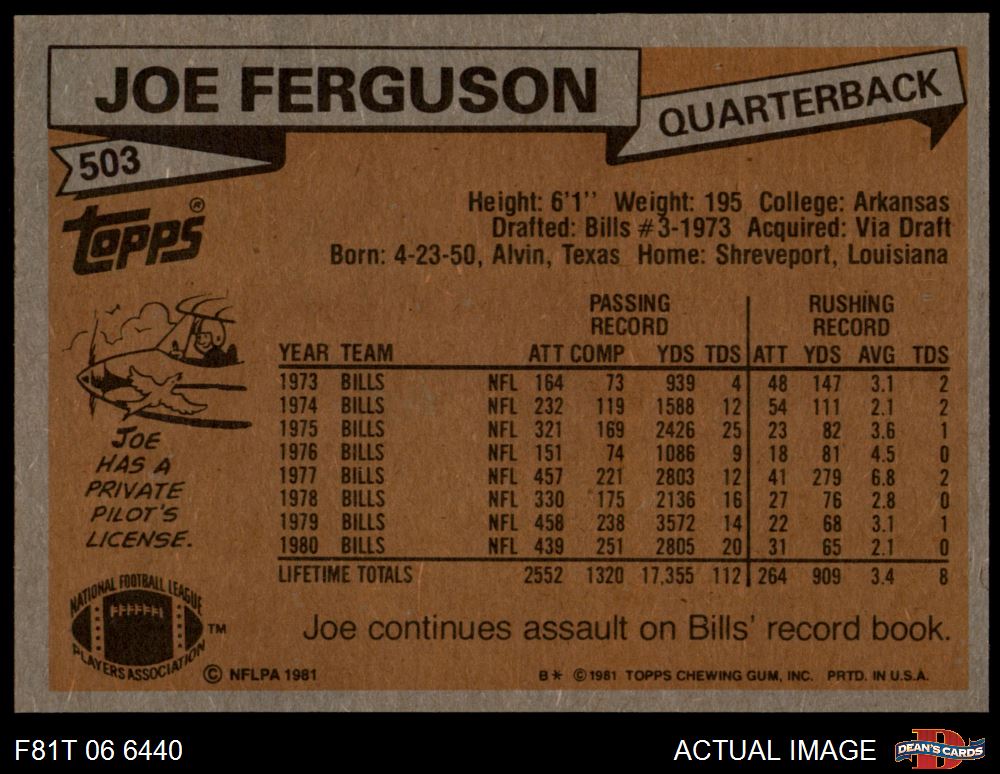 JOE FERGUSON
QUARTERBACK
503
Topps®
Height: 6'1'' Weight: 195 College: Arkansas
Drafted: Bills #3-1973 Acquired: Via Draft
Born: 4-23-50, Alvin, Texas Home: Shreveport, Louisiana
JOE
HAS A
PRIVATE
PILOT'S
LICENSE.
PASSING RUSHING
RECORD RECORD
YEAR TEAM ATT COMP YDS TDS ATT YDS AVG TDS
1973 BILLS NFL 164 73 939 4 48 147 3.1 2
1974 BILLS NFL 232 119 1588 12 54 111 2.1 2
1975 BILLS NFL 321 169 2426 25 23 82 3.6 1
1976 BILLS NFL 151 74 1086 9 18 81 4.5 0
1977 BILLS NFL 457 221 2803 12 41 279 6.8 2
1978 BILLS NFL 330 175 2136 16 27 76 2.8 0
1979 BILLS NFL 458 238 3572 14 22 68 3.1 1
1980 BILLS NFL 439 251 2805 20 31 65 2.1 0
LIFETIME TOTALS 2552 1320 17,355 112 264 909 3.4 8
NATIONAL FOOTBALL LEAGUE
PLAYERS ASSOCIATION
TM
Joe continues assault on Bills' record book.
© NFLPA 1981
B* ©1981 TOPPS CHEWING GUM, INC. PRTD. IN U.S.A.
F81T 06 6440
ACTUAL IMAGE
D
DEAN'S CARDS